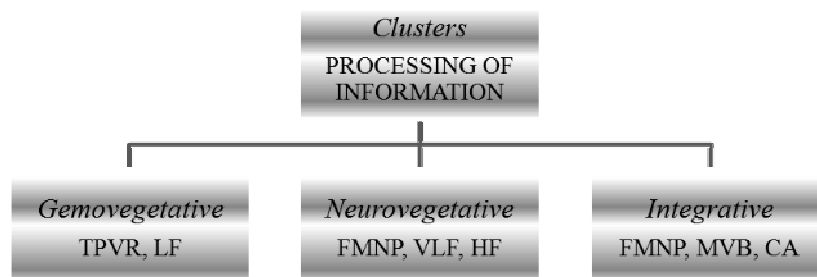 Clusters
PROCESSING OF
INFORMATION
Gemovegetative
TPVR, LF
Neurovegetative
FMNP, VLF, HF
Integrative
FMNP, MVB, CA